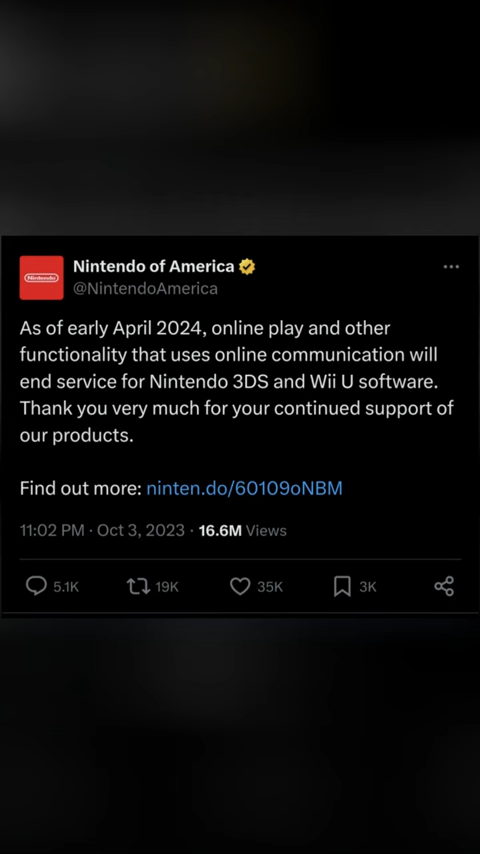 Nintendo
Nintendo of America
@NintendoAmerica
As of early April 2024, online play and other
functionality that uses online communication will
end service for Nintendo 3DS and Wii U software.
Thank you very much for your continued support of
our products.
Find out more: ninten.do/60109oNBM
11:02 PM · Oct 3, 2023 · 16.6M Views
5.1K 19K 35K 3K